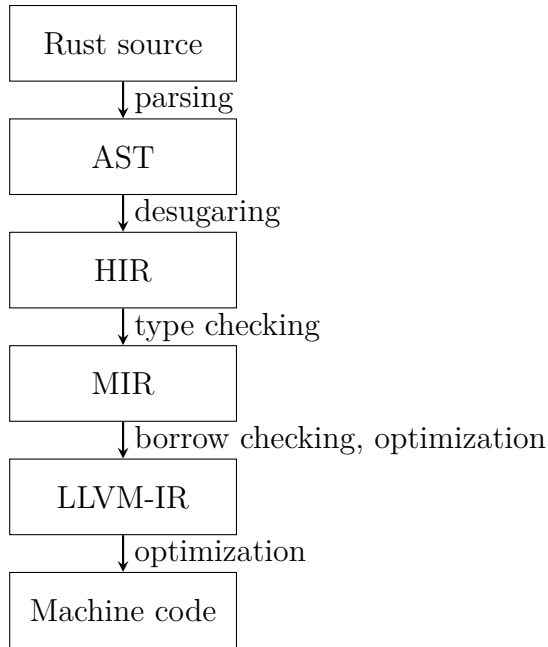 Rust source
parsing
AST
desugaring
HIR
type checking
MIR
borrow checking, optimization
LLVM-IR
optimization
Machine code